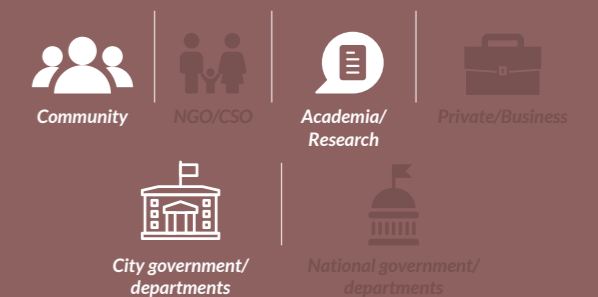 Community
NGO/CSO
Academia/
Research
Private/Business
City government/
departments
National government/
departments